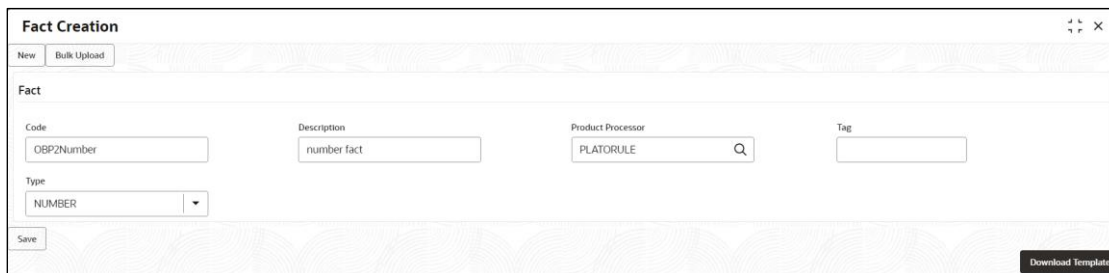 Fact Creation
New Bulk Upload
Fact
Code Description Product Processor Tag
OBP2Number number fact PLATORULE
Type
NUMBER
Save
Download Template